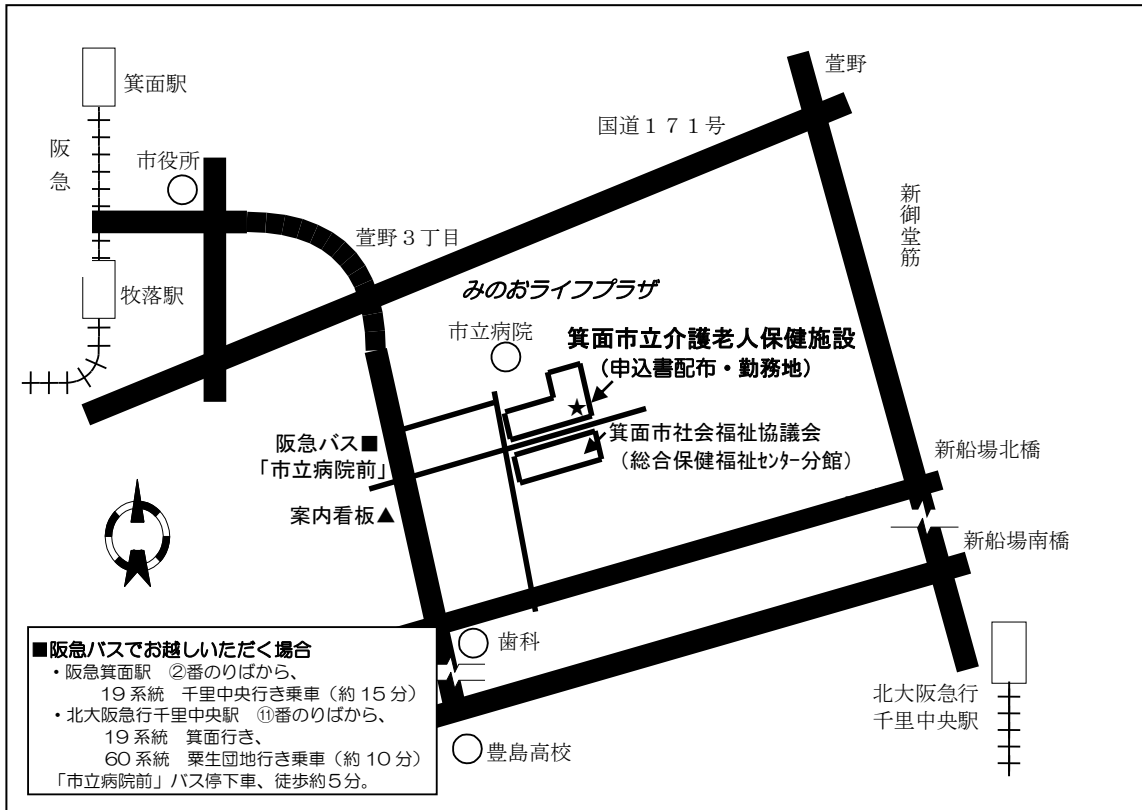 箕面駅
阪
急
市役所
牧落駅
萱野
国道１７１号
新
御
堂
筋
萱野３丁目
みのおライフプラザ
市立病院
箕面市立介護老人保健施設
（申込書配布・勤務地）
★
箕面市社会福祉協議会
（総合保健福祉ｾﾝﾀｰ分館）
阪急バス■
「市立病院前」
案内看板▲
新船場北橋
新船場南橋
歯科
豊島高校
北大阪急行
千里中央駅
■阪急バスでお越しいただく場合
・阪急箕面駅　②番のりばから、
19系統　千里中央行き乗車（約15分）
・北大阪急行千里中央駅　⑪番のりばから、
19系統　箕面行き、
60系統　粟生団地行き乗車（約10分）
「市立病院前」バス停下車、徒歩約５分。